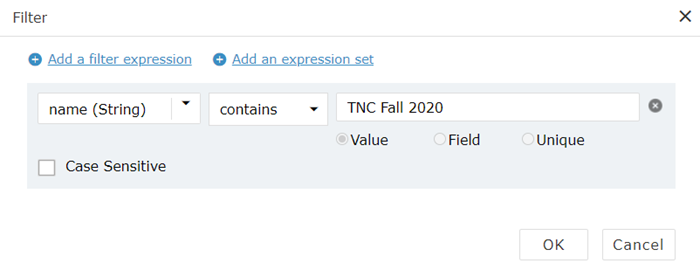 Filter
Add a filter expression Add an expression set
name (String) contains TNC Fall 2020
Value Field Unique
Case Sensitive
OK Cancel